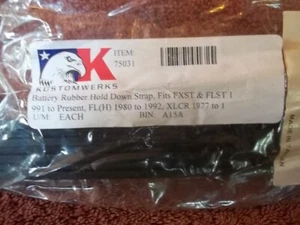 ITEM:
75031
K
KUSTOMWERKS
Battery Rubber Hold Down Strap, Fits FXST & FLST 1
991 to Present, FL(H) 1980 to 1992, XLCR 1977 to 1
U/M: EACH BIN: A15A